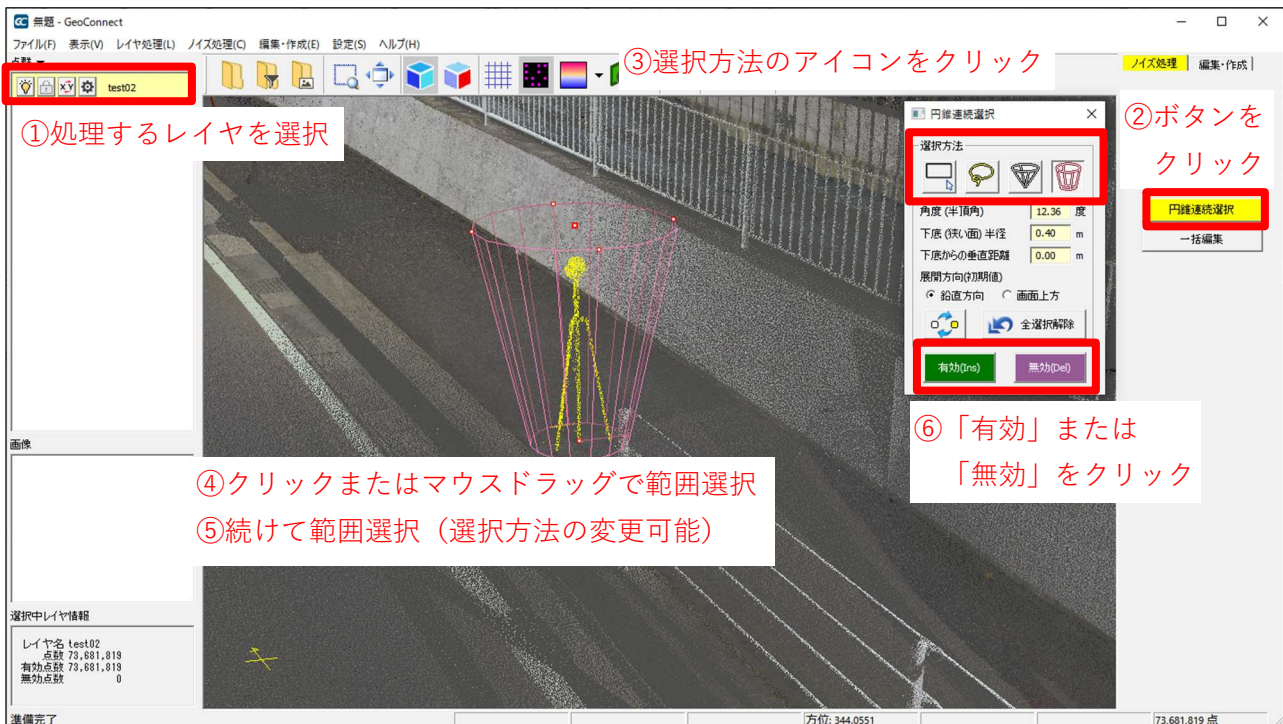 無題 - GeoConnect
ファイル(F) 表示(V) レイヤ処理(L) ノイズ処理(C) 編集・作成(E) 設定(S) ヘルプ(H)
点群
③選択方法のアイコンをクリック
ノイズ処理 編集・作成
test02
①処理するレイヤを選択
円錐連続選択
選択方法
②ボタンを
クリック
角度(半頂角) 12.36 度
下底(狭い面)半径 0.40 m
下底からの垂直距離 0.00 m
展開方向(初期値)
鉛直方向 画面上方
全選択解除
有効(Ins) 無効(Del)
円錐連続選択
一括編集
⑥「有効」または
「無効」をクリック
画像
④クリックまたはマウスドラッグで範囲選択
⑤続けて範囲選択(選択方法の変更可能)
選択中レイヤ情報
レイヤ名 test02
点数 73,681,819
有効点数 73,681,819
無効点数 0
準備完了
方位: 344.0551
73,681,819 点